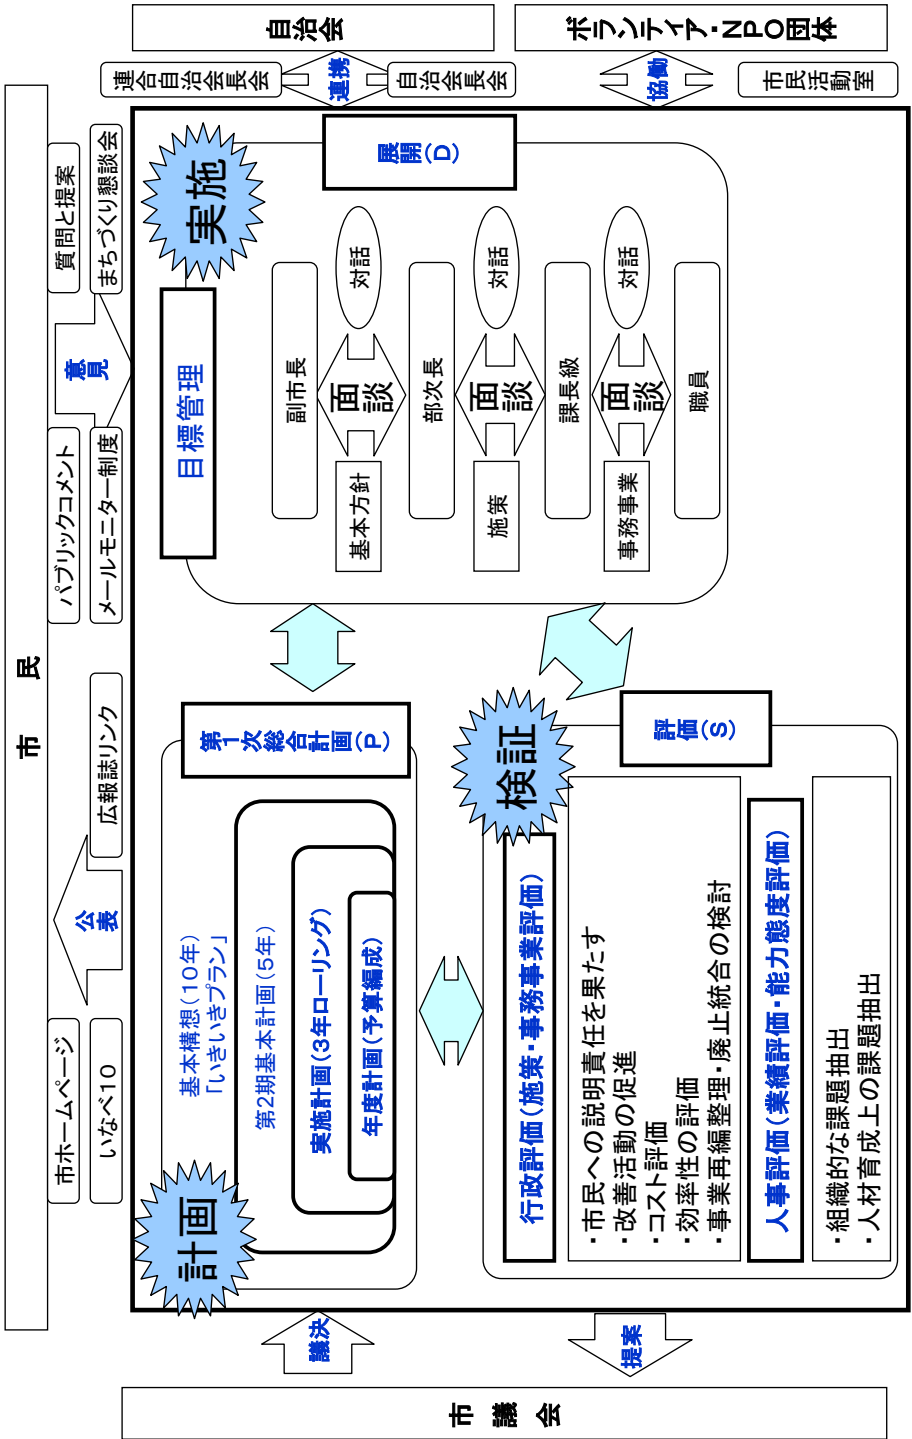 市 民
市ホームページ
いなべ10
公表
広報誌リンク
パブリックコメント
メールモニター制度
意見
質問と提案
まちづくり懇談会
市 議 会
議決
提案
計画
基本構想(10年)
「いきいきプラン」
第2期基本計画(5年)
実施計画(3年ローリング)
年度計画(予算編成)
第1次総合計画(P)
実施
目標管理
展開(D)
副市長
基本方針
面談
対話
部次長
施策
面談
対話
課長級
事務事業
面談
対話
職員
検証
評価(S)
行政評価(施策・事務事業評価)
・市民への説明責任を果たす
・改善活動の促進
・コスト評価
・効率性の評価
・事業再編整理・廃止統合の検討
人事評価(業績評価・能力態度評価)
・組織的な課題抽出
・人材育成上の課題抽出
自治会
連合自治会長会
連携
自治会長会
ボランティア・NPO団体
協働
市民活動室